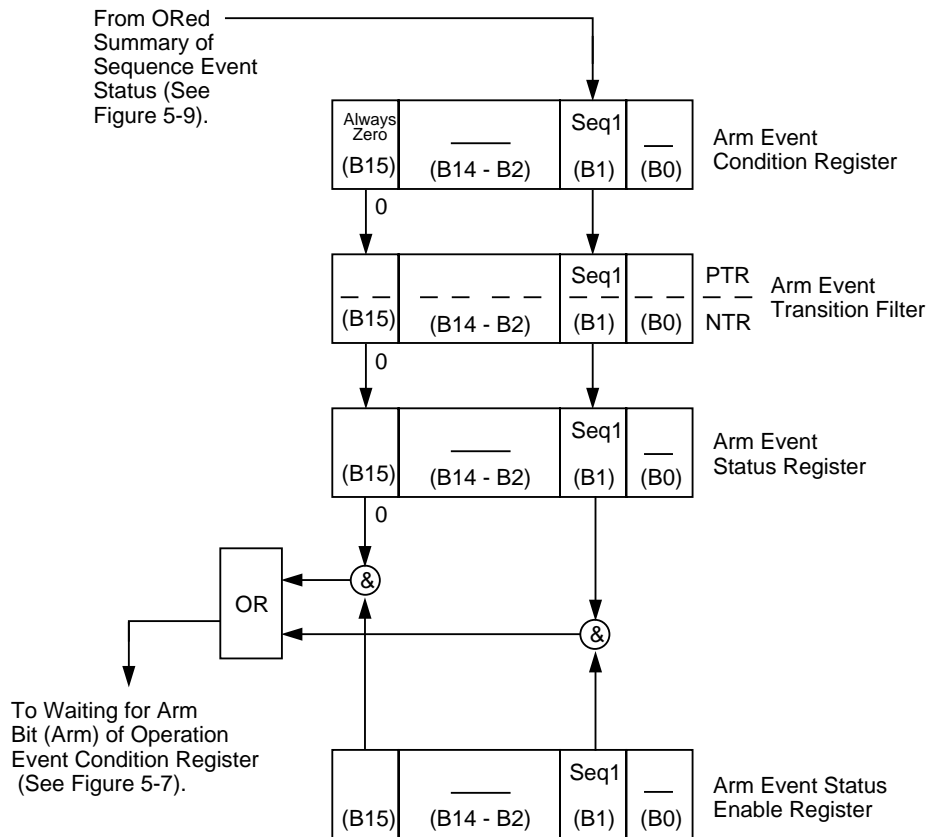 From ORed
Summary of
Sequence Event
Status (See
Figure 5-9).
Always
Zero
(B15)
(B14 - B2)
Seq1
(B1)
(B0)
Arm Event
Condition Register
0
(B15)
(B14 - B2)
Seq1
(B1)
(B0)
PTR
NTR
Arm Event
Transition Filter
0
(B15)
(B14 - B2)
Seq1
(B1)
(B0)
Arm Event
Status Register
0
&
OR
&
To Waiting for Arm
Bit (Arm) of Operation
Event Condition Register
(See Figure 5-7).
(B15)
(B14 - B2)
Seq1
(B1)
(B0)
Arm Event Status
Enable Register